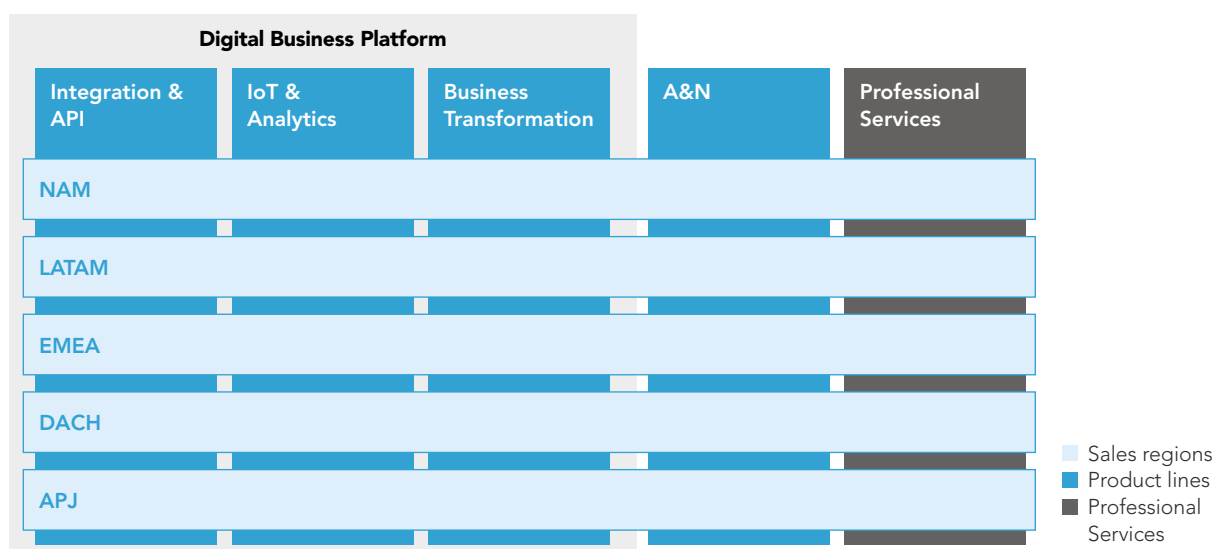 Digital Business Platform
Integration &
API
IoT &
Analytics
Business
Transformation
A&N
Professional
Services
NAM
LATAM
EMEA
DACH
APJ
Sales regions
Product lines
Professional
Services